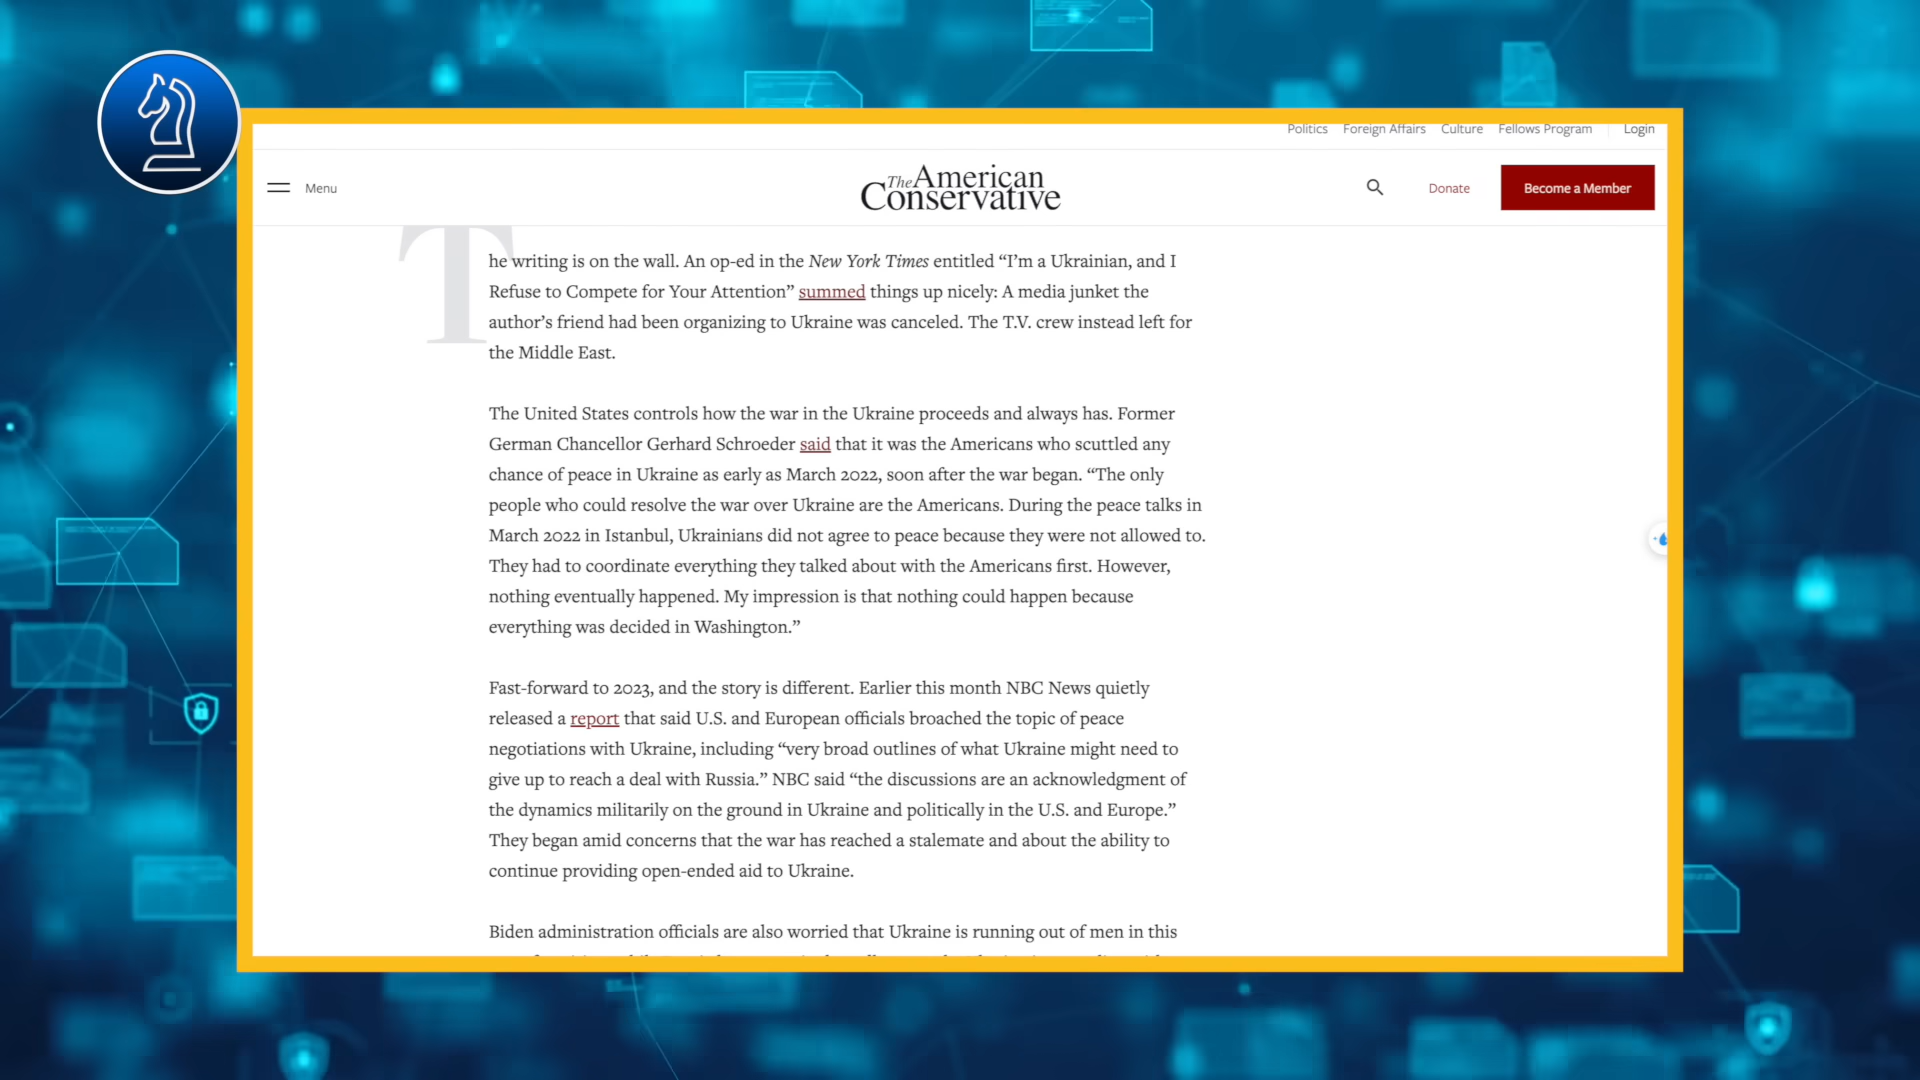 Politics Foreign Affairs Culture Fellows Program Login
Menu
The American
Conservative
Donate
Become a Member
The writing is on the wall. An op-ed in the New York Times entitled “I’m a Ukrainian, and I
Refuse to Compete for Your Attention” summed things up nicely: A media junket the
author’s friend had been organizing to Ukraine was canceled. The T.V. crew instead left for
the Middle East.
The United States controls how the war in the Ukraine proceeds and always has. Former
German Chancellor Gerhard Schroeder said that it was the Americans who scuttled any
chance of peace in Ukraine as early as March 2022, soon after the war began. “The only
people who could resolve the war over Ukraine are the Americans. During the peace talks in
March 2022 in Istanbul, Ukrainians did not agree to peace because they were not allowed to.
They had to coordinate everything they talked about with the Americans first. However,
nothing eventually happened. My impression is that nothing could happen because
everything was decided in Washington.”
Fast-forward to 2023, and the story is different. Earlier this month NBC News quietly
released a report that said U.S. and European officials broached the topic of peace
negotiations with Ukraine, including “very broad outlines of what Ukraine might need to
give up to reach a deal with Russia.” NBC said “the discussions are an acknowledgment of
the dynamics militarily on the ground in Ukraine and politically in the U.S. and Europe.”
They began amid concerns that the war has reached a stalemate and about the ability to
continue providing open-ended aid to Ukraine.
Biden administration officials are also worried that Ukraine is running out of men in this